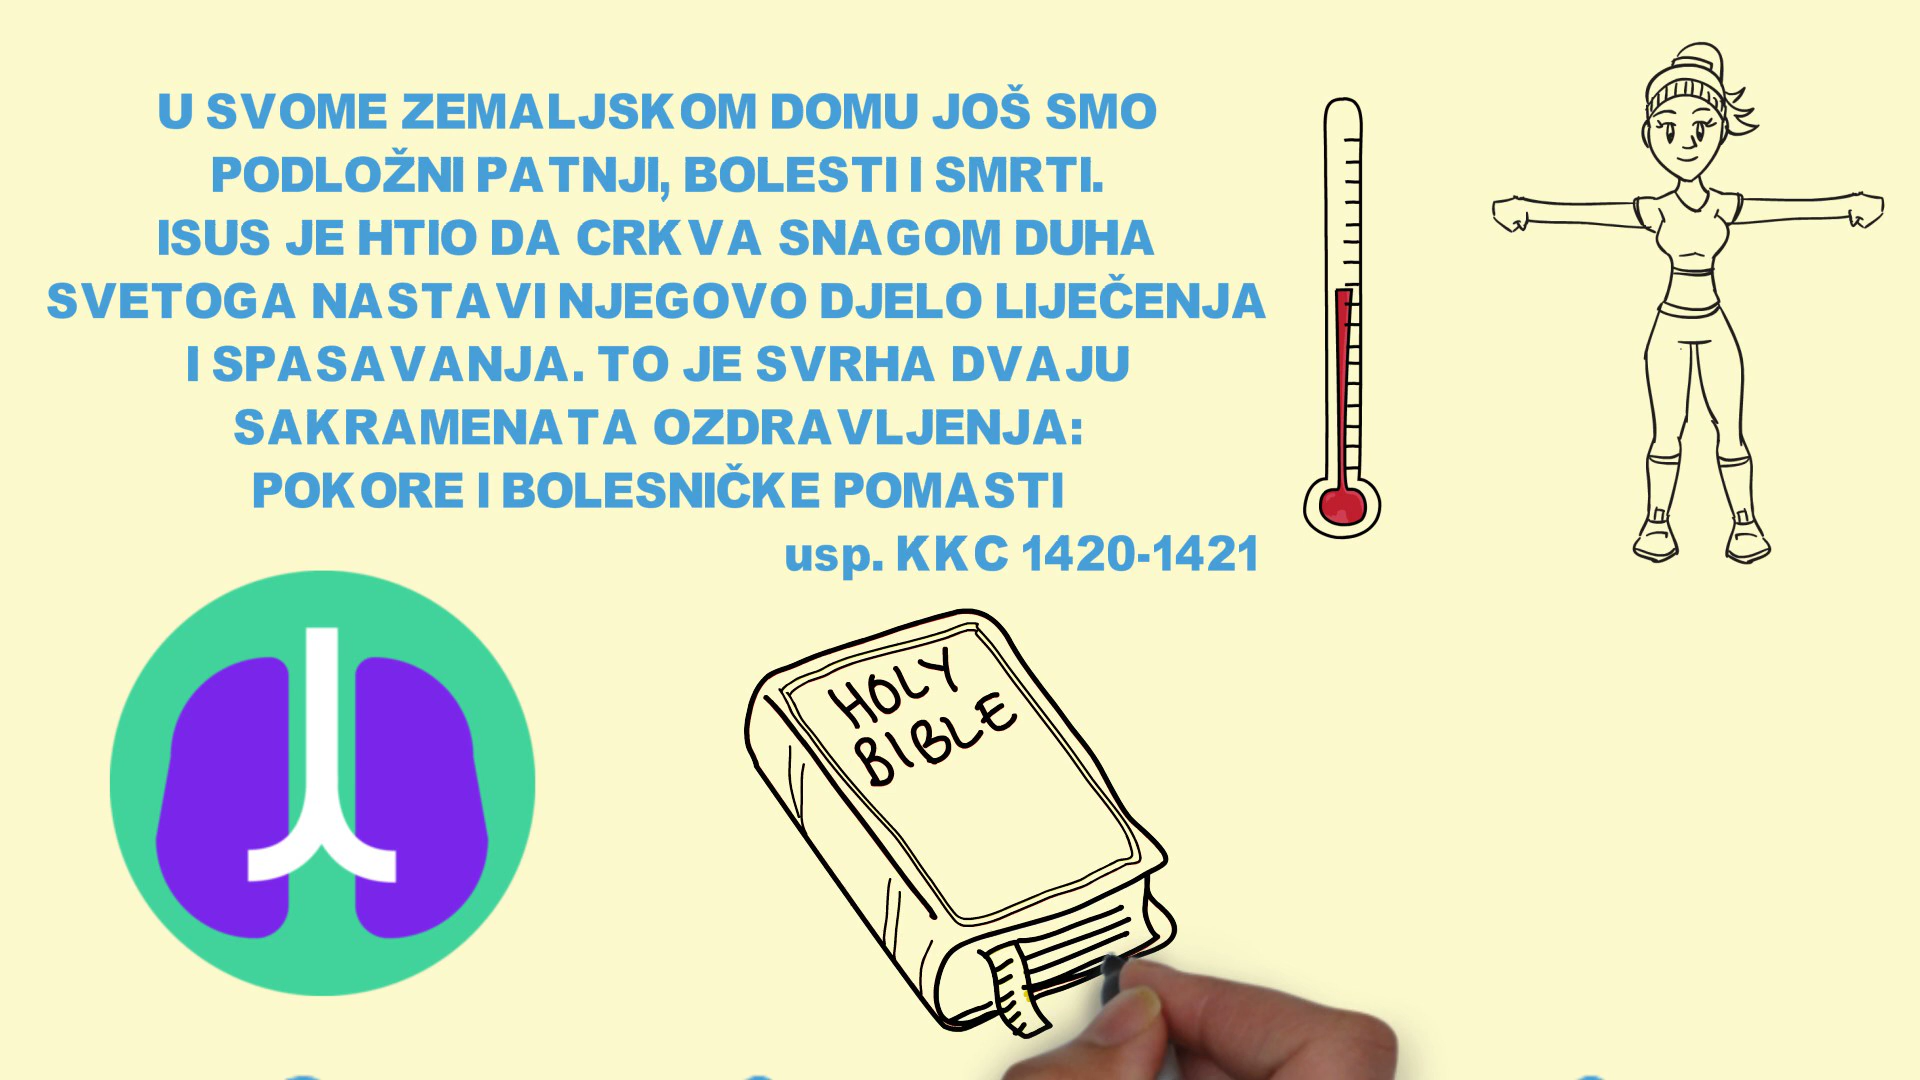 U SVOME ZEMALJSKOM DOMU JOŠ SMO
PODLOŽNI PATNJI, BOLESTI I SMRTI.
ISUS JE HTIO DA CRKVA SNAGOM DUHA
SVETOGA NASTAVI NJEGOVO DJELO LIJEČENJA
I SPASAVANJA. TO JE SVRHA DVAJU
SAKRAMENATA OZDRAVLJENJA:
POKORE I BOLESNIČKE POMASTI
usp. KKC 1420-1421
HOLY
BIBLE